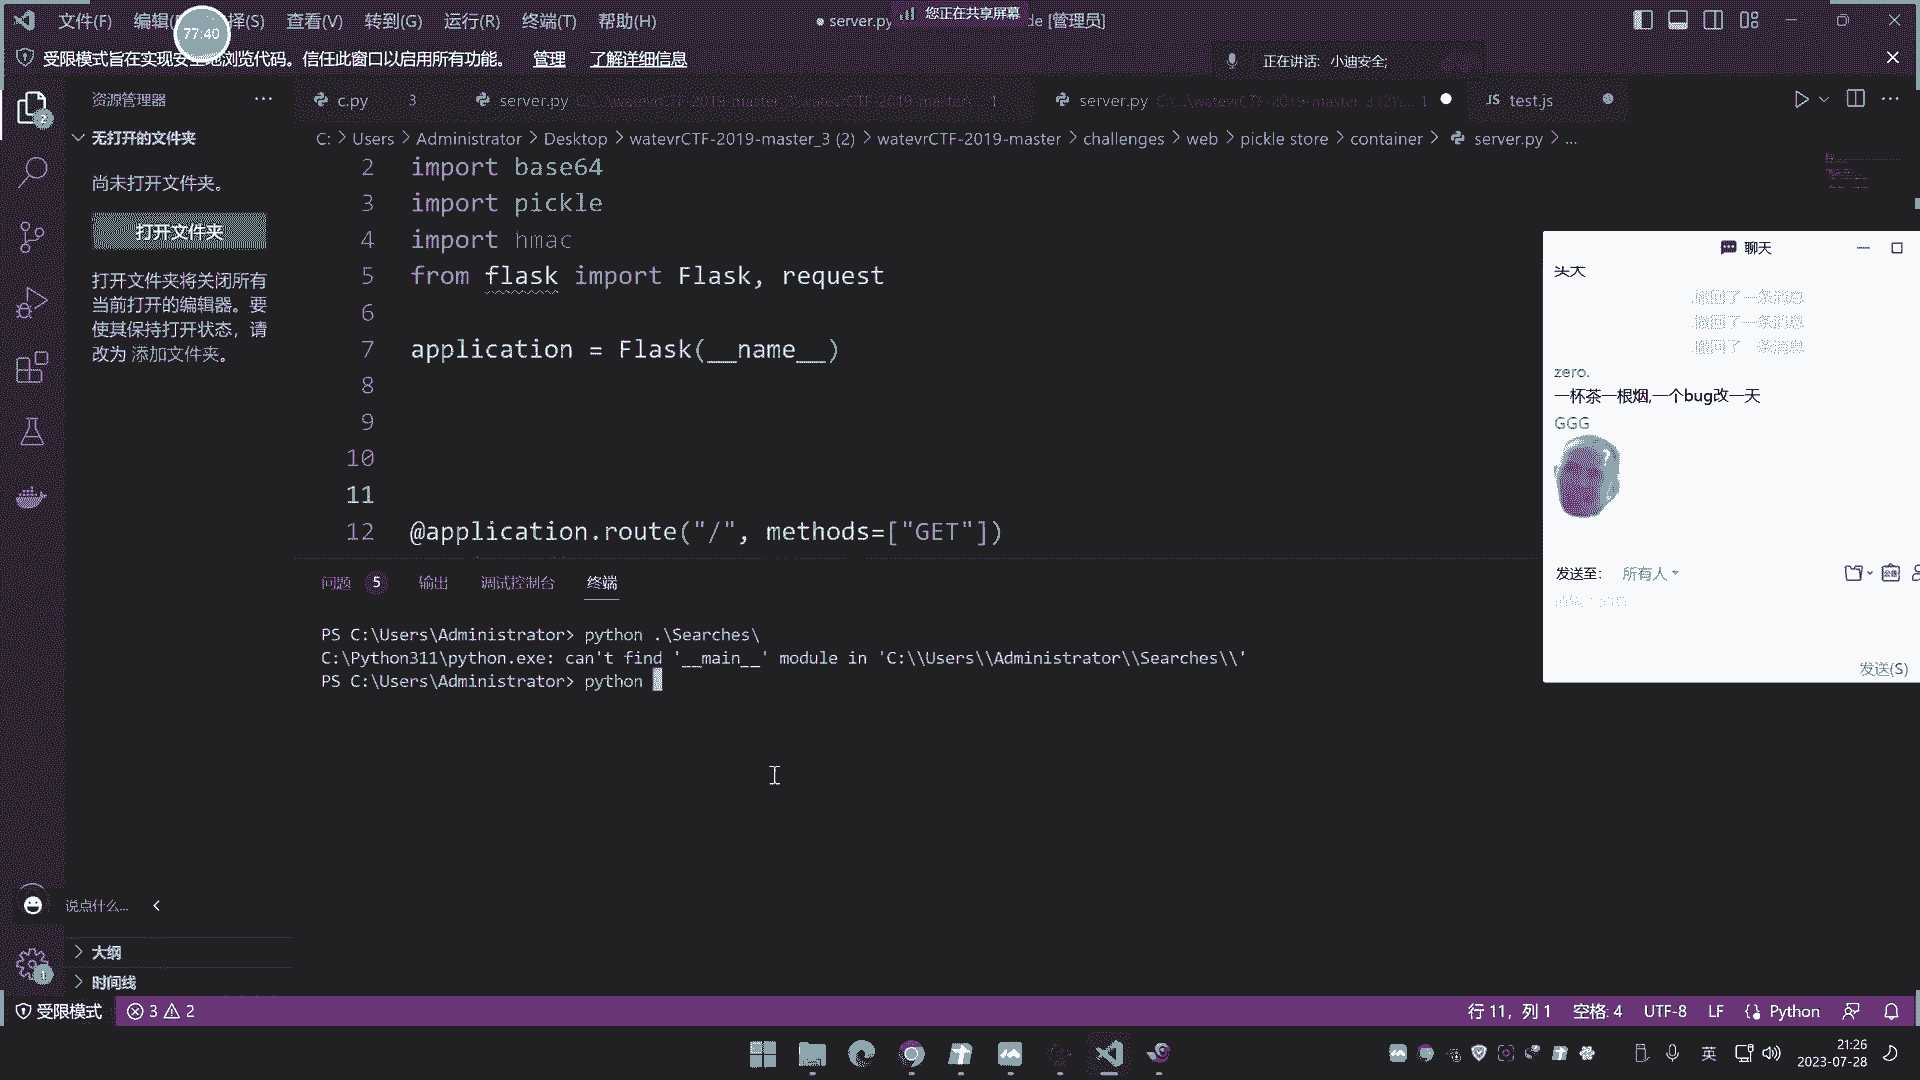 文件(F) 编辑 选择(S) 查看(V) 转到(G) 运行(R) 终端(T) 帮助(H)
77:40
● server.py
您正在共享屏幕
de [管理员]
受限模式旨在实现安全地浏览代码。信任此窗口以启用所有功能。 管理 了解详细信息
正在讲话: 小迪安全;
资源管理器 ···
c.py 3
server.py
server.py
JS test.js
无打开的文件夹
C: > Users > Administrator > Desktop > watevrCTF-2019-master_3 (2) > watevrCTF-2019-master > challenges > web > pickle store > container > server.py > ...
尚未打开文件夹。
打开文件夹
打开文件夹将关闭所有
当前打开的编辑器。要
使其保持打开状态，请
改为 添加文件夹。
2 import base64
3 import pickle
4 import hmac
5 from flask import Flask, request
6
7 application = Flask(__name__)
8
9
10
11
12 @application.route("/", methods=["GET"])
聊天
撤回了一条消息
撤回了一条消息
撤回了一条消息
zero.
一杯茶一根烟,一个bug改一天
GGG
发送至: 所有人
发送(S)
问题 5 输出 调试控制台 终端
PS C:\Users\Administrator> python .\Searches\
C:\Python311\python.exe: can't find '__main__' module in 'C:\\Users\\Administrator\\Searches\\'
PS C:\Users\Administrator> python
说点什么...
大纲
时间线
受限模式 3 2
行 11，列 1 空格: 4 UTF-8 LF Python
英
21:26
2023-07-28